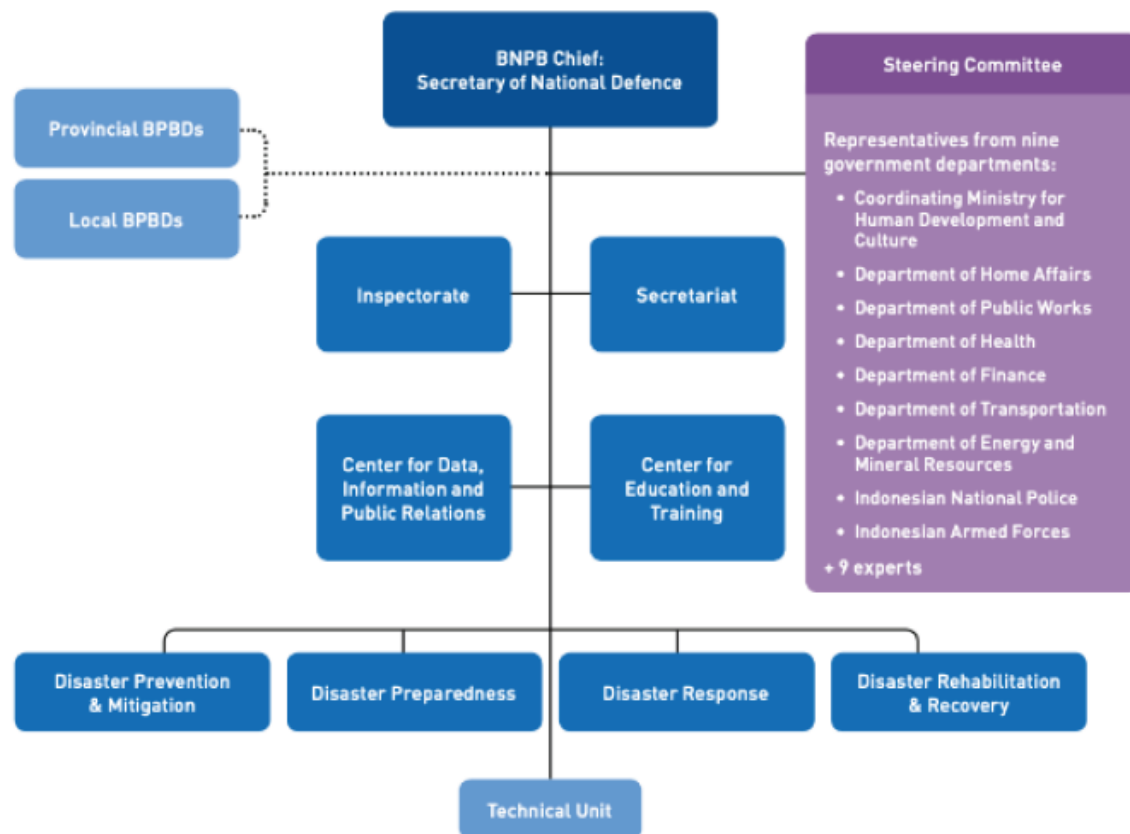 BNPB Chief:
Secretary of National Defence
Steering Committee
Provincial BPBDs
Local BPBDs
Representatives from nine
government departments:
• Coordinating Ministry for
Human Development and
Culture
• Department of Home Affairs
• Department of Public Works
• Department of Health
• Department of Finance
• Department of Transportation
• Department of Energy and
Mineral Resources
• Indonesian National Police
• Indonesian Armed Forces
+ 9 experts
Inspectorate
Secretariat
Center for Data,
Information and
Public Relations
Center for
Education and
Training
Disaster Prevention
& Mitigation
Disaster Preparedness
Disaster Response
Disaster Rehabilitation
& Recovery
Technical Unit